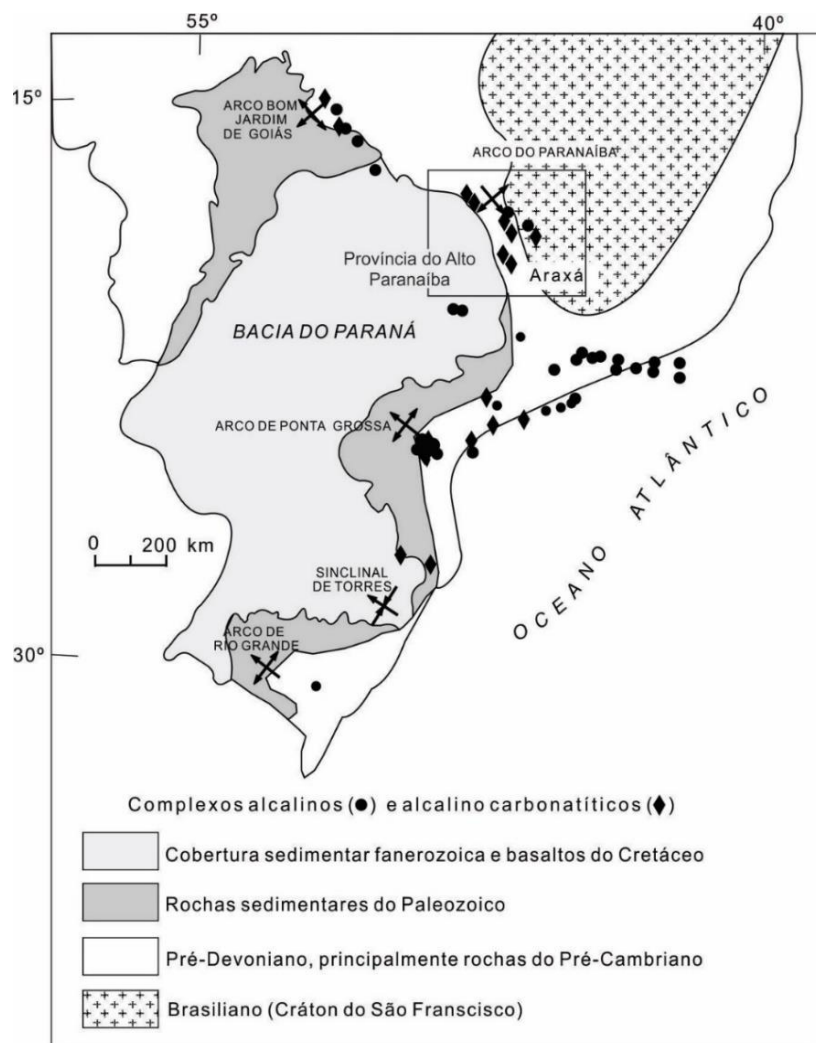 55º
40º
15º
ARCO BOM
JARDIM
DE GOIÁS
ARCO DO PARANAÍBA
Província do Alto
Paranaíba
Araxá
BACIA DO PARANÁ
ARCO DE PONTA GROSSA
OCEANO ATLÂNTICO
0 200 km
SINCLINAL
DE TORRES
ARCO DE
RIO GRANDE
30º
Complexos alcalinos (●) e alcalino carbonatíticos (♦)
Cobertura sedimentar fanerozoica e basaltos do Cretáceo
Rochas sedimentares do Paleozoico
Pré-Devoniano, principalmente rochas do Pré-Cambriano
Brasiliano (Cráton do São Franscisco)